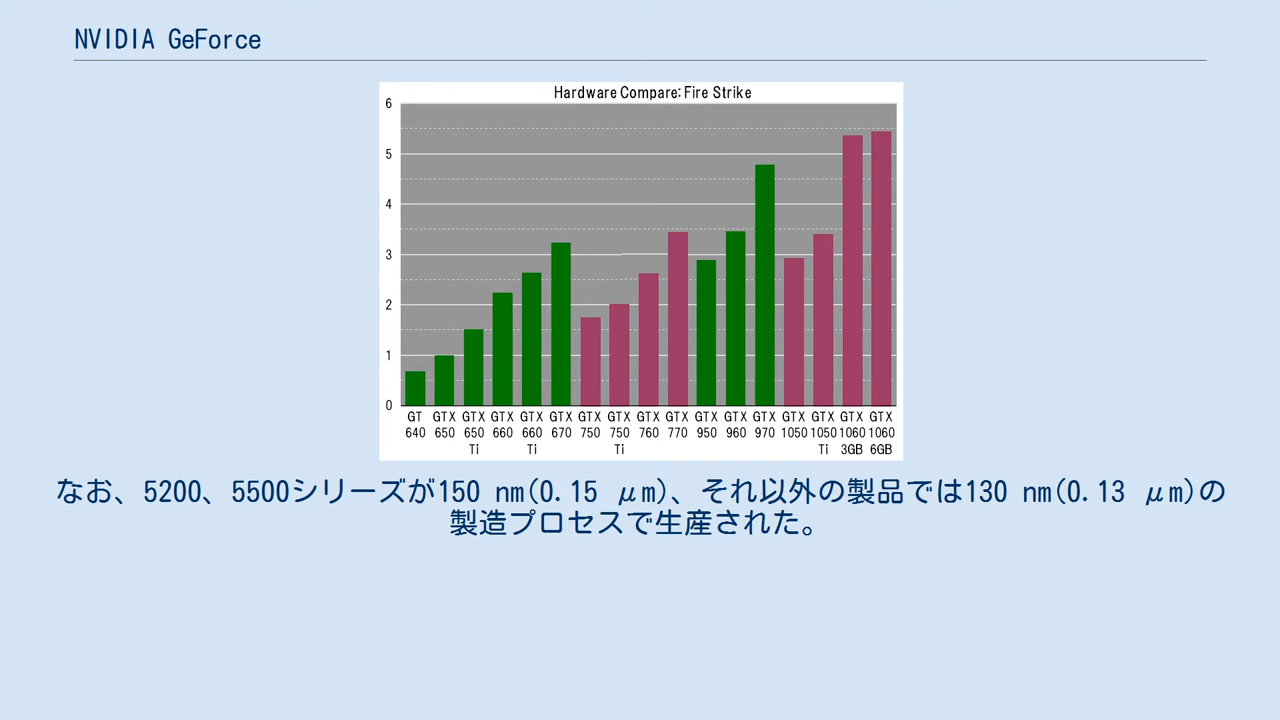 NVIDIA GeForce
Hardware Compare: Fire Strike
6
5
4
3
2
1
0
GT 640
GTX 650
GTX 650 Ti
GTX 660
GTX 660 Ti
GTX 670
GTX 750
GTX 750 Ti
GTX 760
GTX 770
GTX 950
GTX 960
GTX 970
GTX 1050
GTX 1050 Ti
GTX 1060 3GB
GTX 1060 6GB
なお、5200、5500シリーズが150 nm(0.15 μm)、それ以外の製品では130 nm(0.13 μm)の
製造プロセスで生産された。